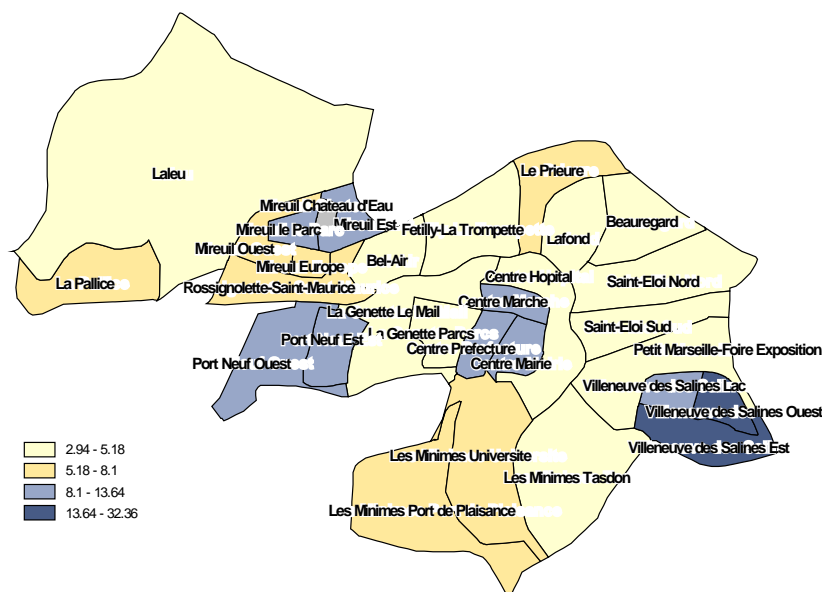 Le Prieure
Laleu
Mireuil Chateau d'Eau
Mireuil le Parc
Mireuil Est
Fetilly-La Trompette
Lafond
Beauregard
Mireuil Ouest
Mireuil Europe
Bel-Air
La Pallice
Rossignolette-Saint-Maurice
Centre Hopital
Saint-Eloi Nord
Centre Marche
La Genette Le Mail
La Genette Parcs
Saint-Eloi Sud
Port Neuf Est
Centre Prefecture
Petit Marseille-Foire Exposition
Port Neuf Ouest
Centre Mairie
Villeneuve des Salines Lac
Villeneuve des Salines Ouest
Villeneuve des Salines Est
Les Minimes Universite
Les Minimes Tasdon
Les Minimes Port de Plaisance
2.94 - 5.18
5.18 - 8.1
8.1 - 13.64
13.64 - 32.36